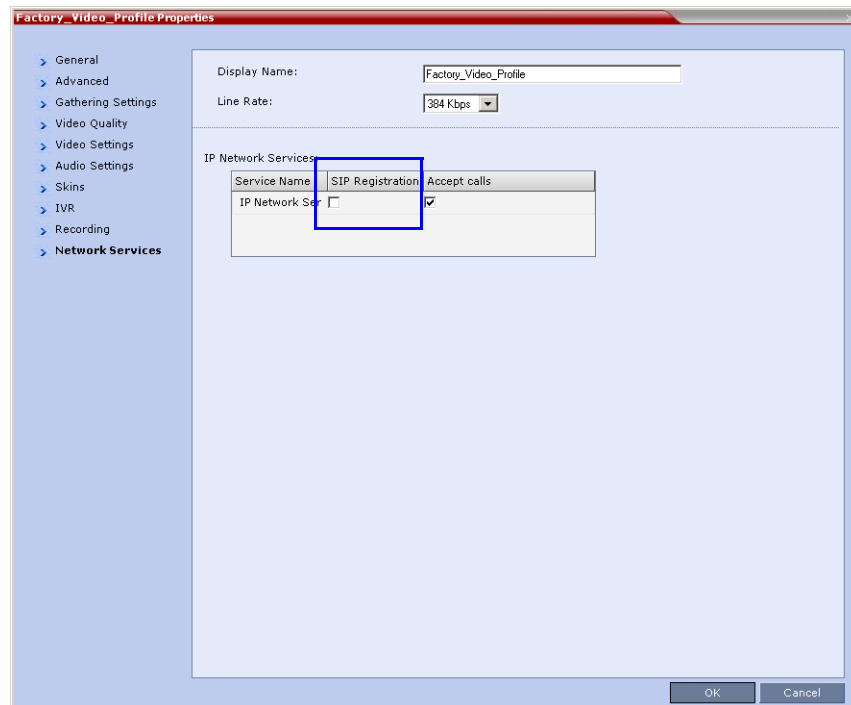 Factory_Video_Profile Properties
General
Advanced
Gathering Settings
Video Quality
Video Settings
Audio Settings
Skins
IVR
Recording
Network Services
Display Name: Factory_Video_Profile
Line Rate: 384 Kbps
IP Network Services:
Service Name SIP Registration Accept calls
IP Network Ser
OK Cancel